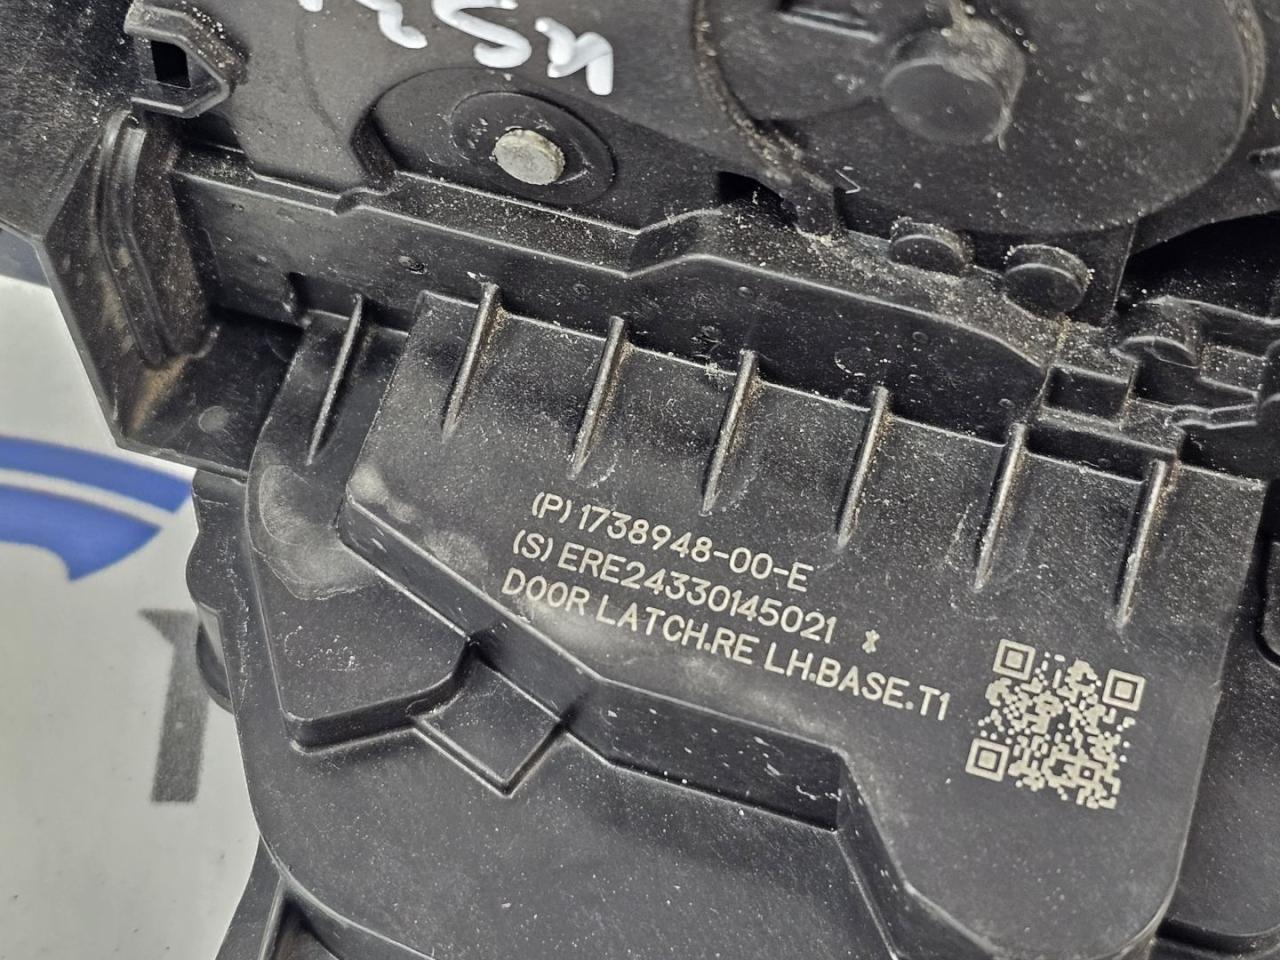 (P)1738948-00-E
(S)ERE24330145021 *
DOOR LATCH.RE LH.BASE.T1